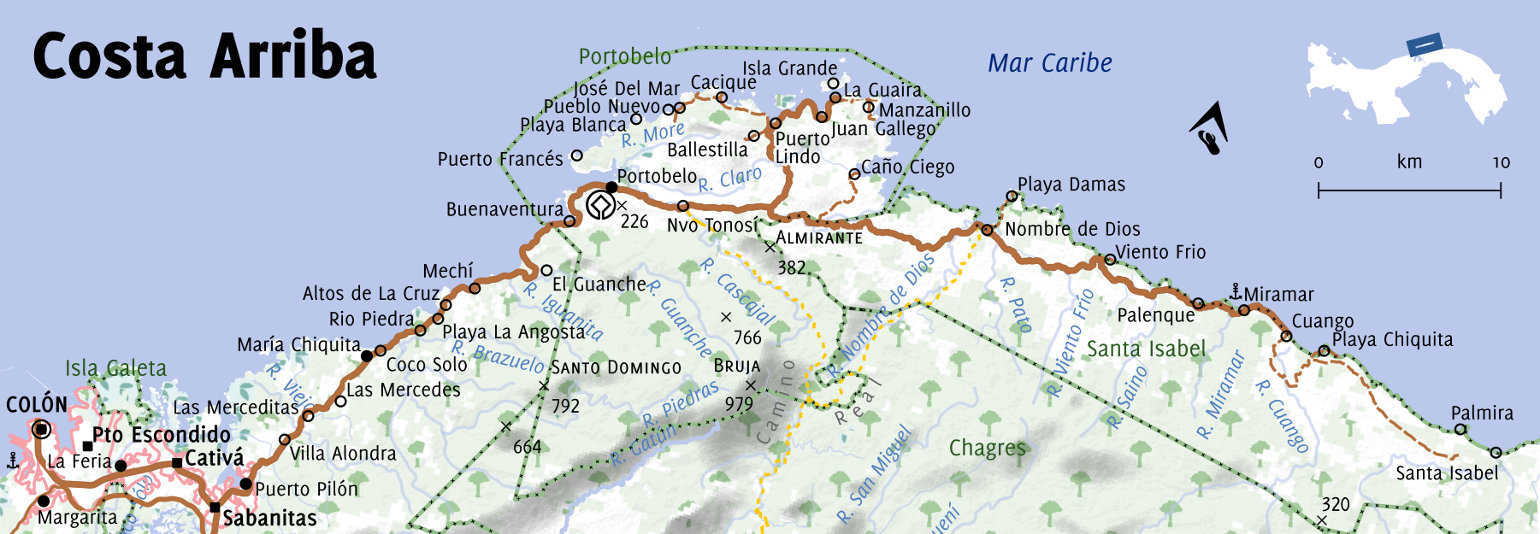 Costa Arriba
Portobelo
Mar Caribe
Isla Grande
José Del Mar
Cacique
La Guaira
Pueblo Nuevo
Manzanillo
Playa Blanca
R. More
Juan Gallego
Puerto
Lindo
Ballestilla
Puerto Francés
Caño Ciego
0 km 10
Portobelo
R. Claro
Playa Damas
Buenaventura
226
Nvo Tonosí
ALMIRANTE
382
Nombre de Dios
Viento Frio
Mechí
El Guanche
R. Cascajal
R. Nombre de Dios
Altos de La Cruz
R. Iguanita
R. Guanche
R. Pato
R. Viento Frío
Miramar
Palenque
Rio Piedra
Playa La Angosta
766
Cuango
María Chiquita
Coco Solo
R. Brazuelo
SANTO DOMINGO
792
BRUJA
979
Santa Isabel
Playa Chiquita
Isla Galeta
R. Viejo
Las Mercedes
R. Piedras
Camino
Real
R. Saino
R. Miramar
R. Cuango
COLÓN
Las Merceditas
Palmira
Pto Escondido
664
R. Gatún
Chagres
La Feria
Cativá
Villa Alondra
R. San Miguel
Santa Isabel
Puerto Pilón
Margarita
Sabanitas
320